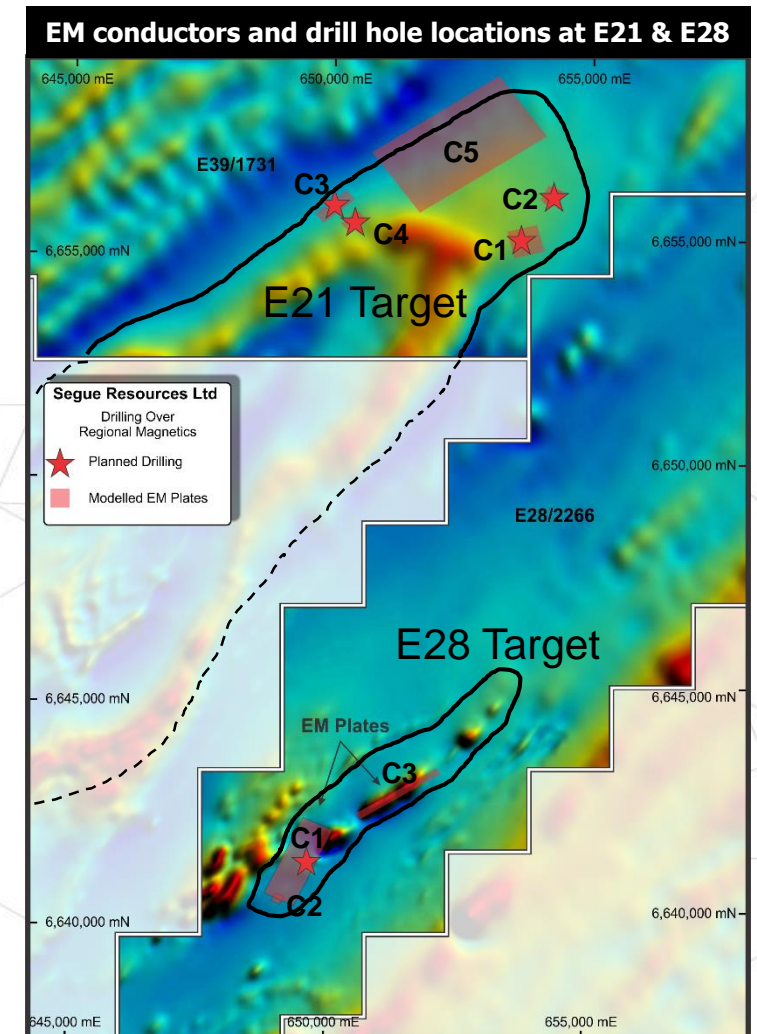 EM conductors and drill hole locations at E21 & E28
645,000 mE
650,000 mE
655,000 mE
C5
E39/1731
C3
C2
C4
C1
6,655,000 mN
6,655,000 mN
E21 Target
Segue Resources Ltd
Drilling Over
Regional Magnetics
Planned Drilling
Modelled EM Plates
6,650,000 mN
E28/2266
E28 Target
6,645,000 mN
6,645,000 mN
EM Plates
C3
C1
C2
6,640,000 mN
6,640,000 mN
645,000 mE
650,000 mE
655,000 mE